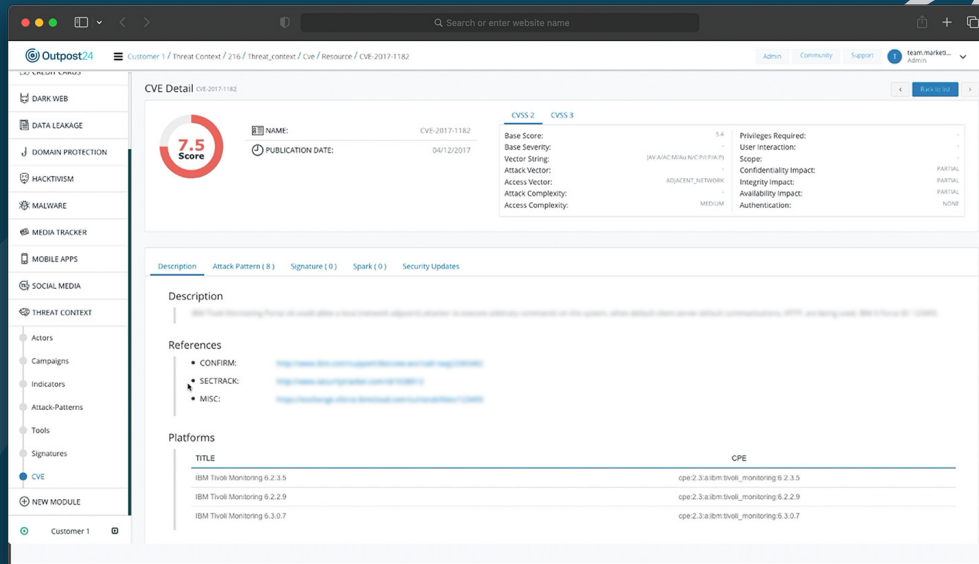 Search or enter website name
Outpost24
Customer 1 / Threat Context / 216 / Threat_context / Cve / Resource / CVE-2017-1182
Admin
Community
Support
T
team.marketi...
Admin
CREDIT CARDS
DARK WEB
DATA LEAKAGE
DOMAIN PROTECTION
HACKTIVISM
MALWARE
MEDIA TRACKER
MOBILE APPS
SOCIAL MEDIA
THREAT CONTEXT
Actors
Campaigns
Indicators
Attack-Patterns
Tools
Signatures
CVE
NEW MODULE
Customer 1
CVE Detail CVE-2017-1182
Back to list
7.5
Score
NAME: CVE-2017-1182
PUBLICATION DATE: 04/12/2017
CVSS 2 CVSS 3
Base Score: 5.4
Base Severity: -
Vector String: (AV:A/AC:M/Au:N/C:P/I:P/A:P)
Attack Vector: -
Access Vector: ADJACENT_NETWORK
Attack Complexity: -
Access Complexity: MEDIUM
Privileges Required: -
User Interaction: -
Scope: -
Confidentiality Impact: PARTIAL
Integrity Impact: PARTIAL
Availability Impact: PARTIAL
Authentication: NONE
Description Attack Pattern ( 8 ) Signature ( 0 ) Spark ( 0 ) Security Updates
Description
References
CONFIRM:
SECTRACK:
MISC:
Platforms
TITLE CPE
IBM Tivoli Monitoring 6.2.3.5 cpe:2.3:a:ibm:tivoli_monitoring:6.2.3.5
IBM Tivoli Monitoring 6.2.2.9 cpe:2.3:a:ibm:tivoli_monitoring:6.2.2.9
IBM Tivoli Monitoring 6.3.0.7 cpe:2.3:a:ibm:tivoli_monitoring:6.3.0.7